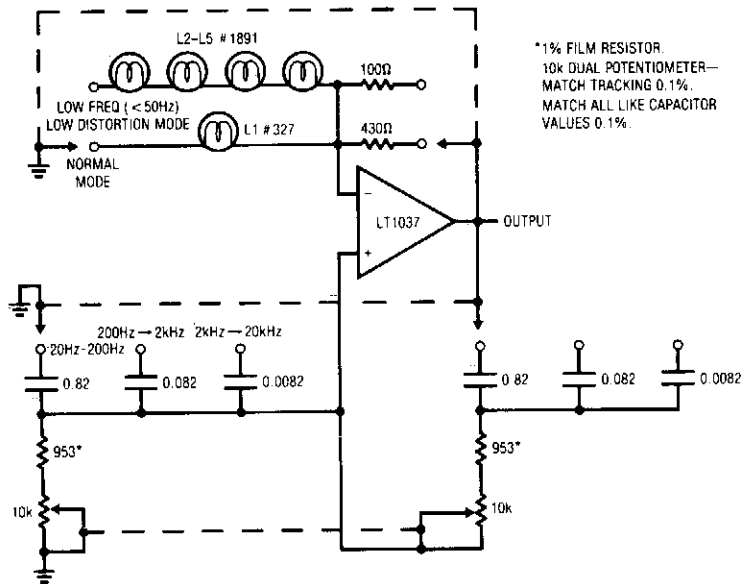 L2–L5 #1891
*1% FILM RESISTOR.
10k DUAL POTENTIOMETER—
MATCH TRACKING 0.1%.
MATCH ALL LIKE CAPACITOR
VALUES 0.1%.
100Ω
LOW FREQ (<50Hz)
LOW DISTORTION MODE
L1 #327
430Ω
NORMAL
MODE
−
LT1037
+
OUTPUT
200Hz → 2kHz
2kHz → 20kHz
20Hz-200Hz
0.82
0.082
0.0082
0.82
0.082
0.0082
953*
953*
10k
10k